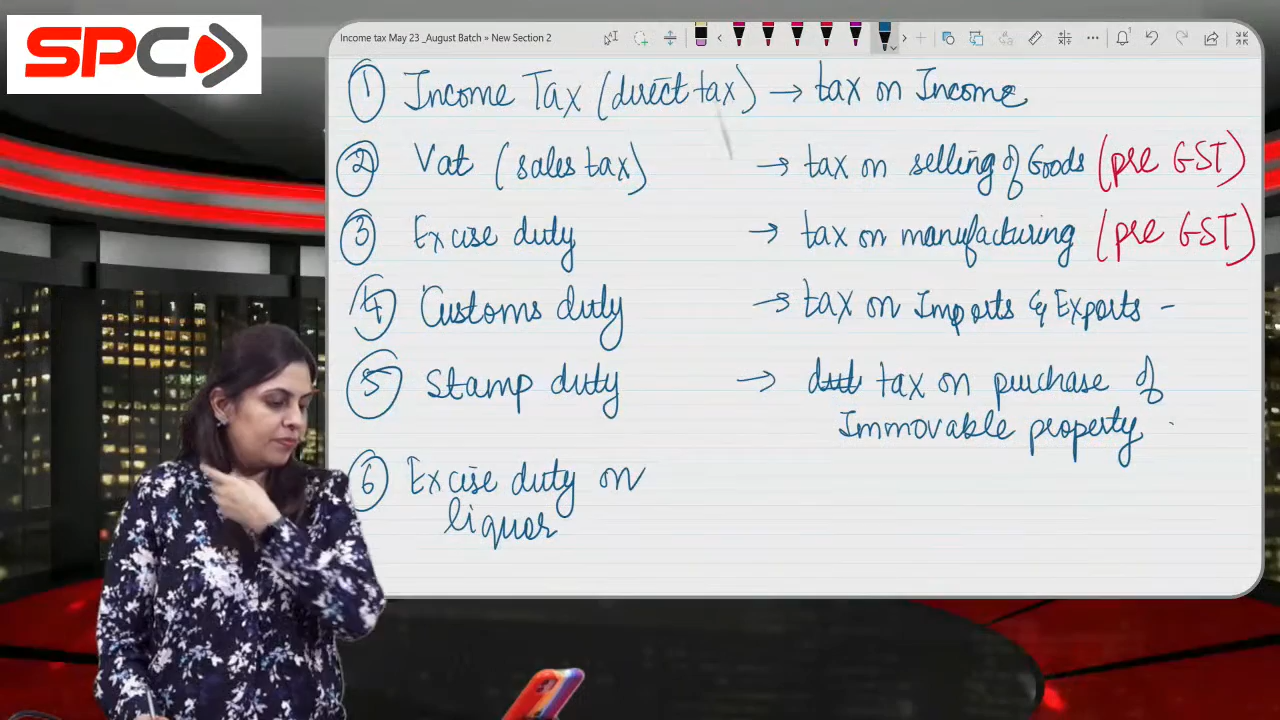 SPC
Income tax May 23 _August Batch » New Section 2
1 Income Tax (direct tax) → tax on Income
2 Vat (sales tax) → tax on selling of Goods (pre GST)
3 Excise duty → tax on manufacturing (pre GST)
4 Customs duty → tax on Imports & Exports -
5 Stamp duty → tax on purchase of
Immovable property
6 Excise duty on
liquor